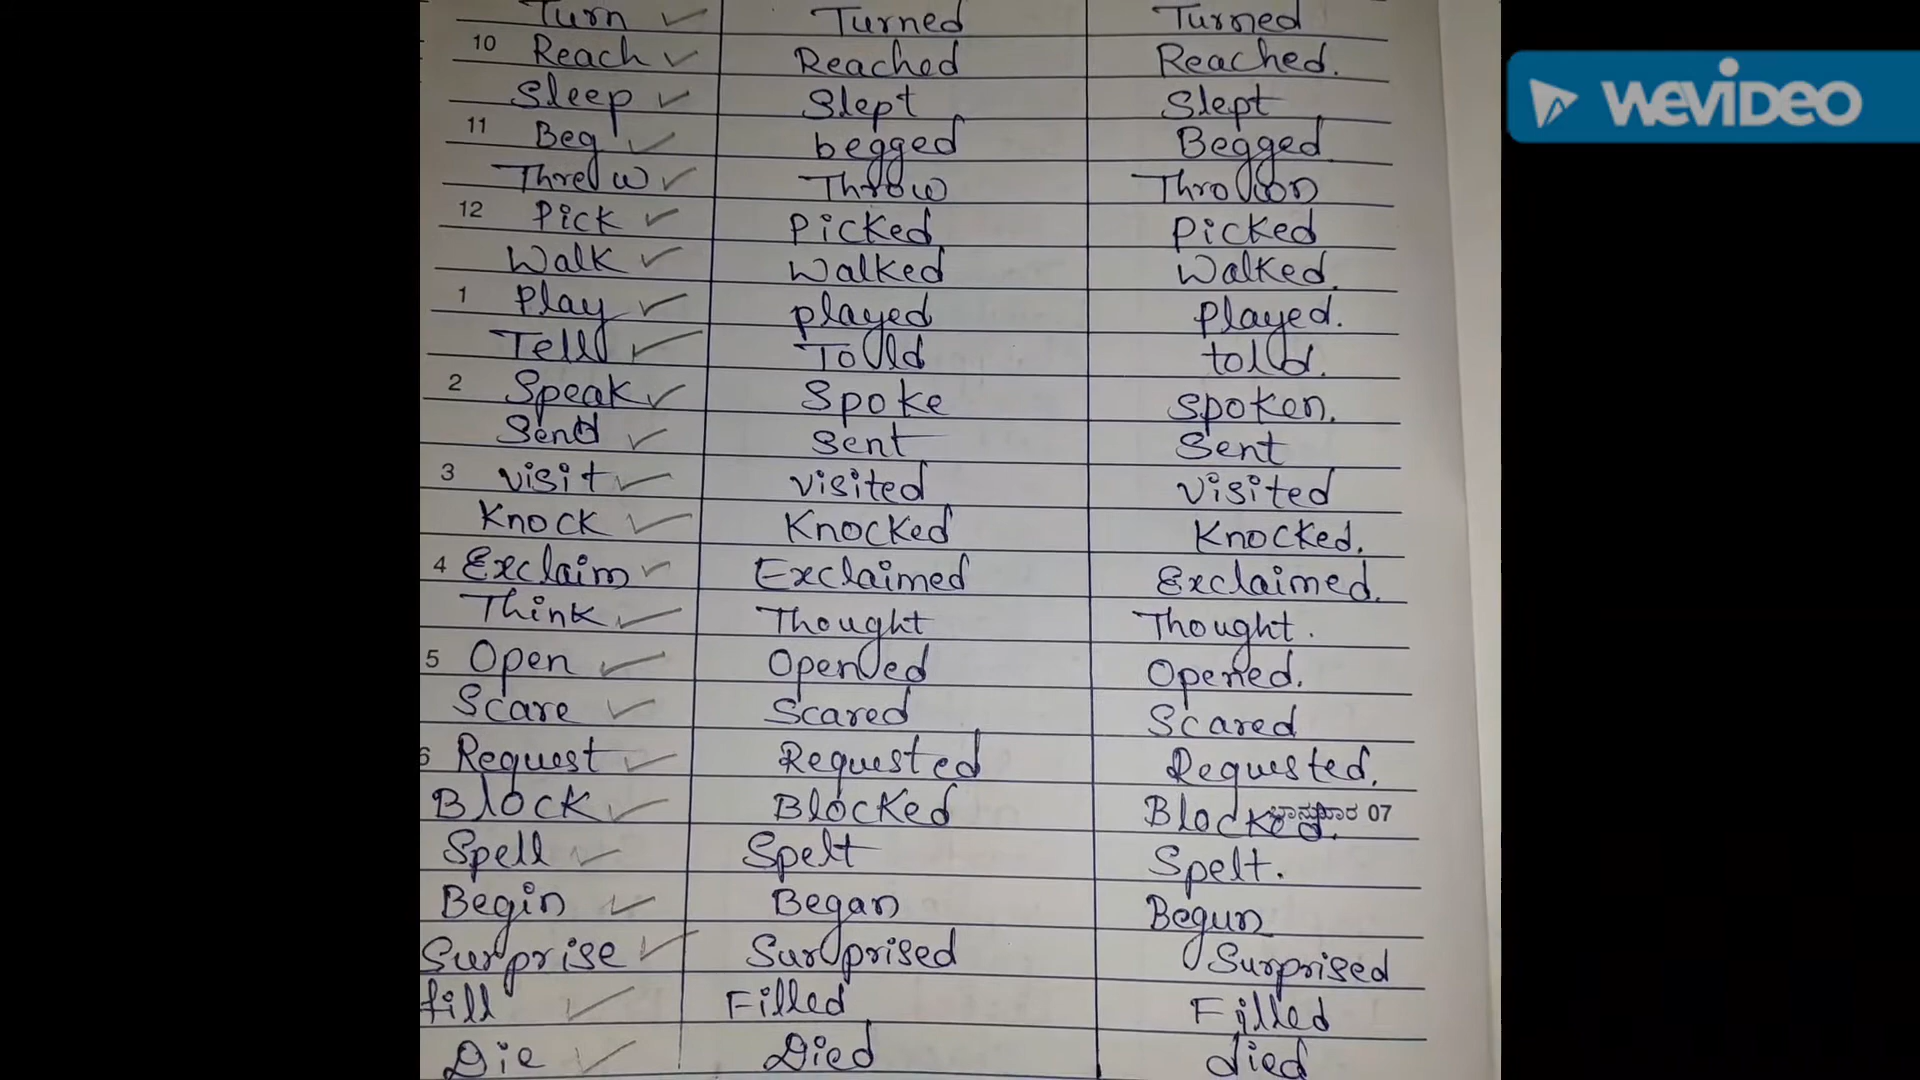 Turn Turned Turned
WEVIDEO
10 Reach Reached Reached.
Sleep Slept Slept
11 Beg begged Begged
Threw Throw Thrown
12 Pick Picked Picked
Walk Walked Walked.
1 Play played Played.
Tell Told told.
2 Speak Spoke Spoken.
Send Sent Sent
3 Visit Visited Visited
Knock Knocked Knocked.
4 Exclaim Exclaimed Exclaimed.
Think Thought Thought.
5 Open Opened Opened.
Scare Scared Scared
6 Request Requested Requested.
Block Blocked Blocked. 07
Spell Spelt Spelt.
Begin Began Begun
Surprise Surprised Surprised
fill Filled Filled
Die Died died